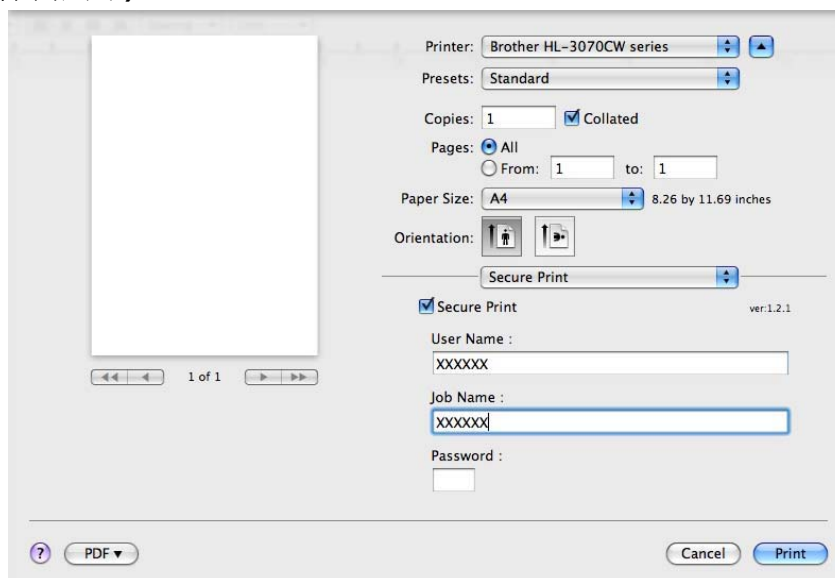 Printer: Brother HL-3070CW series
Presets: Standard
Copies: 1 Collated
Pages: All
From: 1 to: 1
Paper Size: A4 8.26 by 11.69 inches
Orientation:
Secure Print
Secure Print ver:1.2.1
User Name :
XXXXXX
1 of 1
Job Name :
XXXXXX
Password :
? PDF Cancel Print